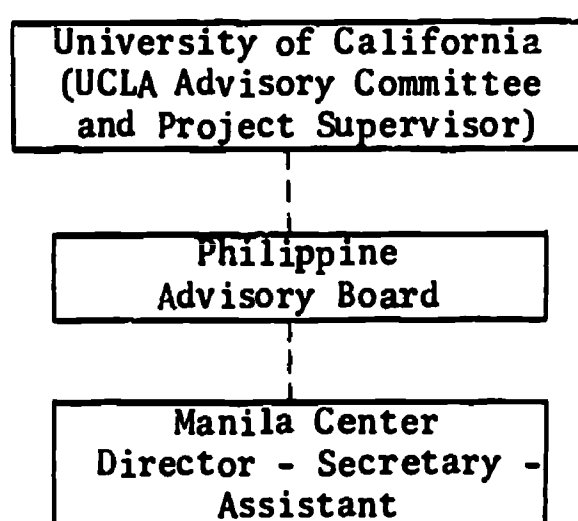 University of California
(UCLA Advisory Committee
and Project Supervisor)
Philippine
Advisory Board
Manila Center
Director - Secretary -
Assistant